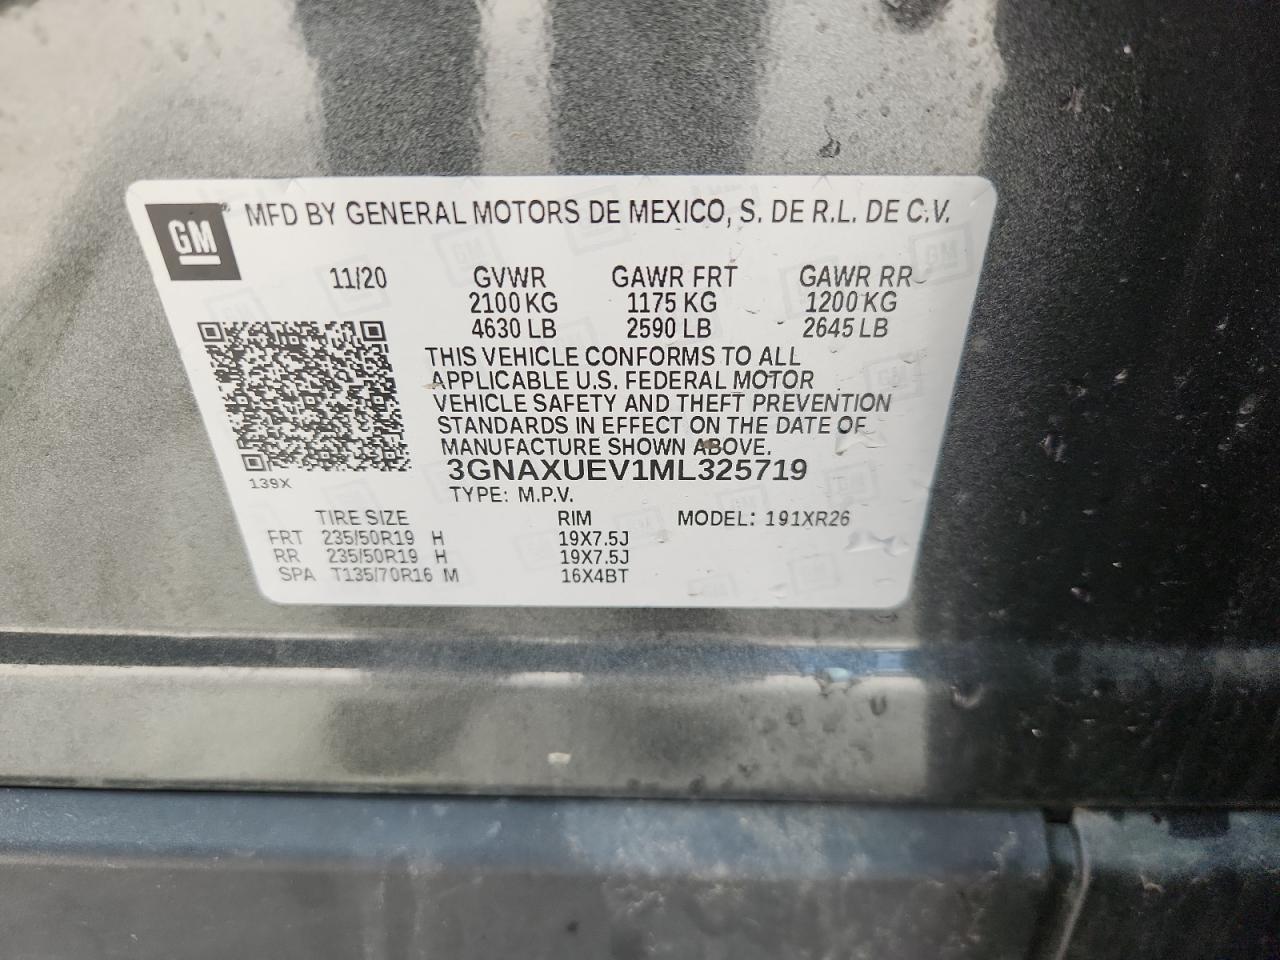 GM
MFD BY GENERAL MOTORS DE MEXICO, S. DE R.L. DE C.V.
11/20 GVWR GAWR FRT GAWR RR
2100 KG 1175 KG 1200 KG
4630 LB 2590 LB 2645 LB
THIS VEHICLE CONFORMS TO ALL
APPLICABLE U.S. FEDERAL MOTOR
VEHICLE SAFETY AND THEFT PREVENTION
STANDARDS IN EFFECT ON THE DATE OF
MANUFACTURE SHOWN ABOVE.
3GNAXUEV1ML325719
139X
TYPE: M.P.V.
TIRE SIZE RIM MODEL: 191XR26
FRT 235/50R19 H 19X7.5J
RR 235/50R19 H 19X7.5J
SPA T135/70R16 M 16X4BT